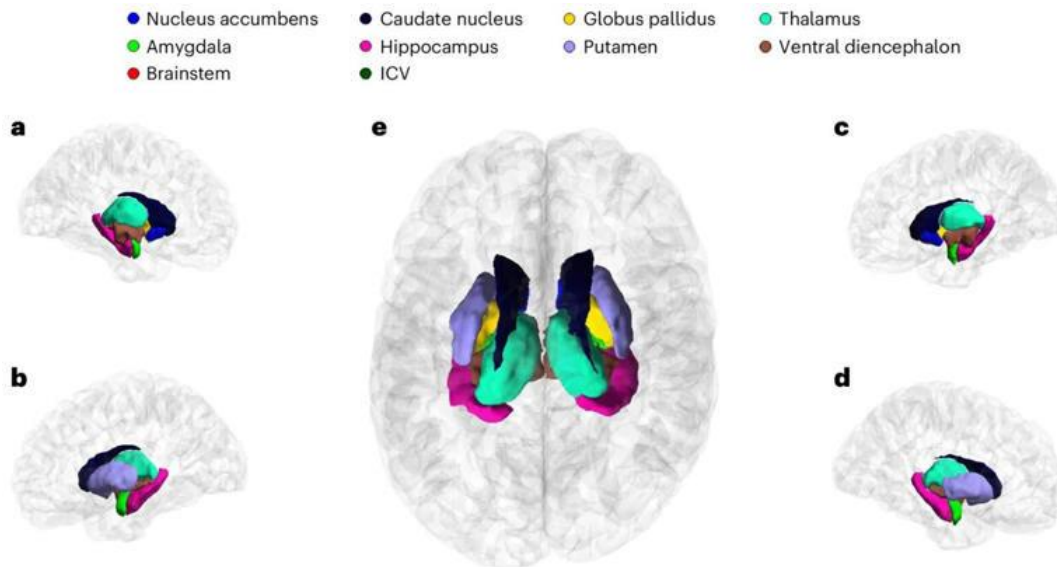 Nucleus accumbens Caudate nucleus Globus pallidus Thalamus
Amygdala Hippocampus Putamen Ventral diencephalon
Brainstem ICV
a e c
b d